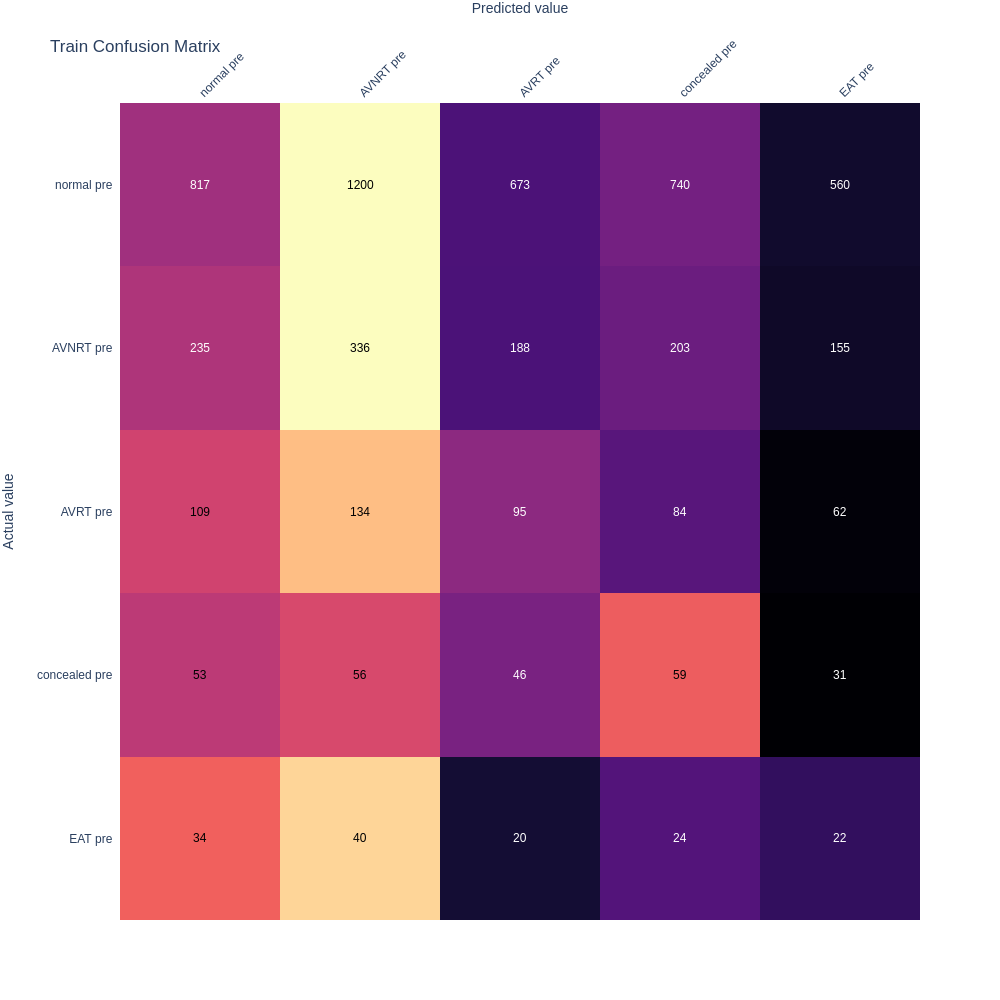 Predicted value
Train Confusion Matrix
normal pre AVNRT pre AVRT pre concealed pre EAT pre
normal pre 817 1200 673 740 560
AVNRT pre 235 336 188 203 155
AVRT pre 109 134 95 84 62
Actual value
concealed pre 53 56 46 59 31
EAT pre 34 40 20 24 22